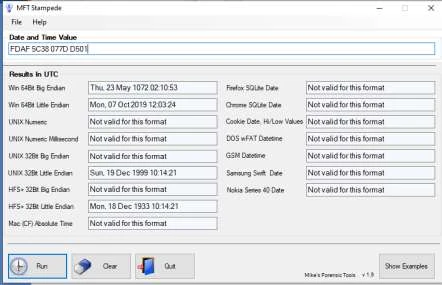 MFT Stampede
File Help
Date and Time Value
FDAF 5C38 077D D501
Results in UTC
Win 64Bit Big Endian Thu, 23 May 1072 02:10:53
Win 64Bit Little Endian Mon, 07 Oct 2019 12:03:24
UNIX Numeric Not valid for this format
UNIX Numeric Millisecond Not valid for this format
UNIX 32Bit Big Endian Not valid for this format
UNIX 32Bit Little Endian Sun, 19 Dec 1999 10:14:21
HFS+ 32Bit Big Endian Not valid for this format
HFS+ 32Bit Little Endian Mon, 18 Dec 1933 10:14:21
Mac (CF) Absolute Time Not valid for this format
Firefox SQLite Date Not valid for this format
Chrome SQLite Date Not valid for this format
Cookie Date, Hi/Low Values Not valid for this format
DOS wFAT Datetime Not valid for this format
GSM Datetime Not valid for this format
Samsung Swift Date Not valid for this format
Nokia Series 40 Date Not valid for this format
Run Clear Quit Mike's Forensic Tools v 1.9 Show Examples